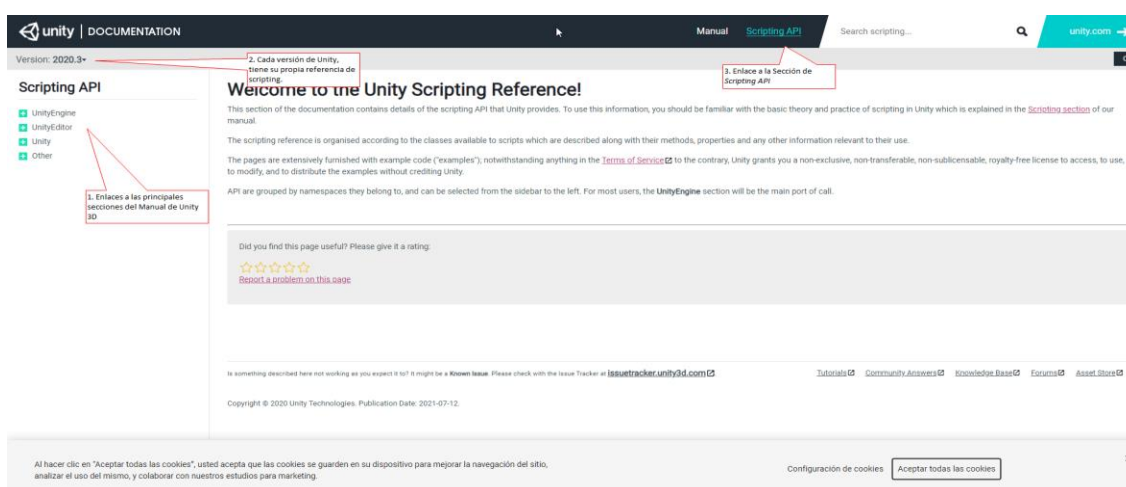 unity | DOCUMENTATION
Manual
Scripting API
Search scripting...
unity.com
Version: 2020.3
2. Cada versión de Unity,
tiene su propia referencia de
scripting.
3. Enlace a la Sección de
Scripting API
Scripting API
UnityEngine
UnityEditor
Unity
Other
1. Enlaces a las principales
secciones del Manual de Unity
3D
Welcome to the Unity Scripting Reference!
This section of the documentation contains details of the scripting API that Unity provides. To use this information, you should be familiar with the basic theory and practice of scripting in Unity which is explained in the Scripting section of our
manual.
The scripting reference is organised according to the classes available to scripts which are described along with their methods, properties and any other information relevant to their use.
The pages are extensively furnished with example code ("examples"); notwithstanding anything in the Terms of Service to the contrary, Unity grants you a non-exclusive, non-transferable, non-sublicensable, royalty-free license to access, to use,
to modify, and to distribute the examples without crediting Unity.
API are grouped by namespaces they belong to, and can be selected from the sidebar to the left. For most users, the UnityEngine section will be the main port of call.
Did you find this page useful? Please give it a rating:
Report a problem on this page
Is something described here not working as you expect it to? It might be a Known Issue. Please check with the Issue Tracker at issuetracker.unity3d.com
Tutorials
Community Answers
Knowledge Base
Forums
Asset Store
Copyright © 2020 Unity Technologies. Publication Date: 2021-07-12.
Al hacer clic en "Aceptar todas las cookies", usted acepta que las cookies se guarden en su dispositivo para mejorar la navegación del sitio,
analizar el uso del mismo, y colaborar con nuestros estudios para marketing.
Configuración de cookies
Aceptar todas las cookies